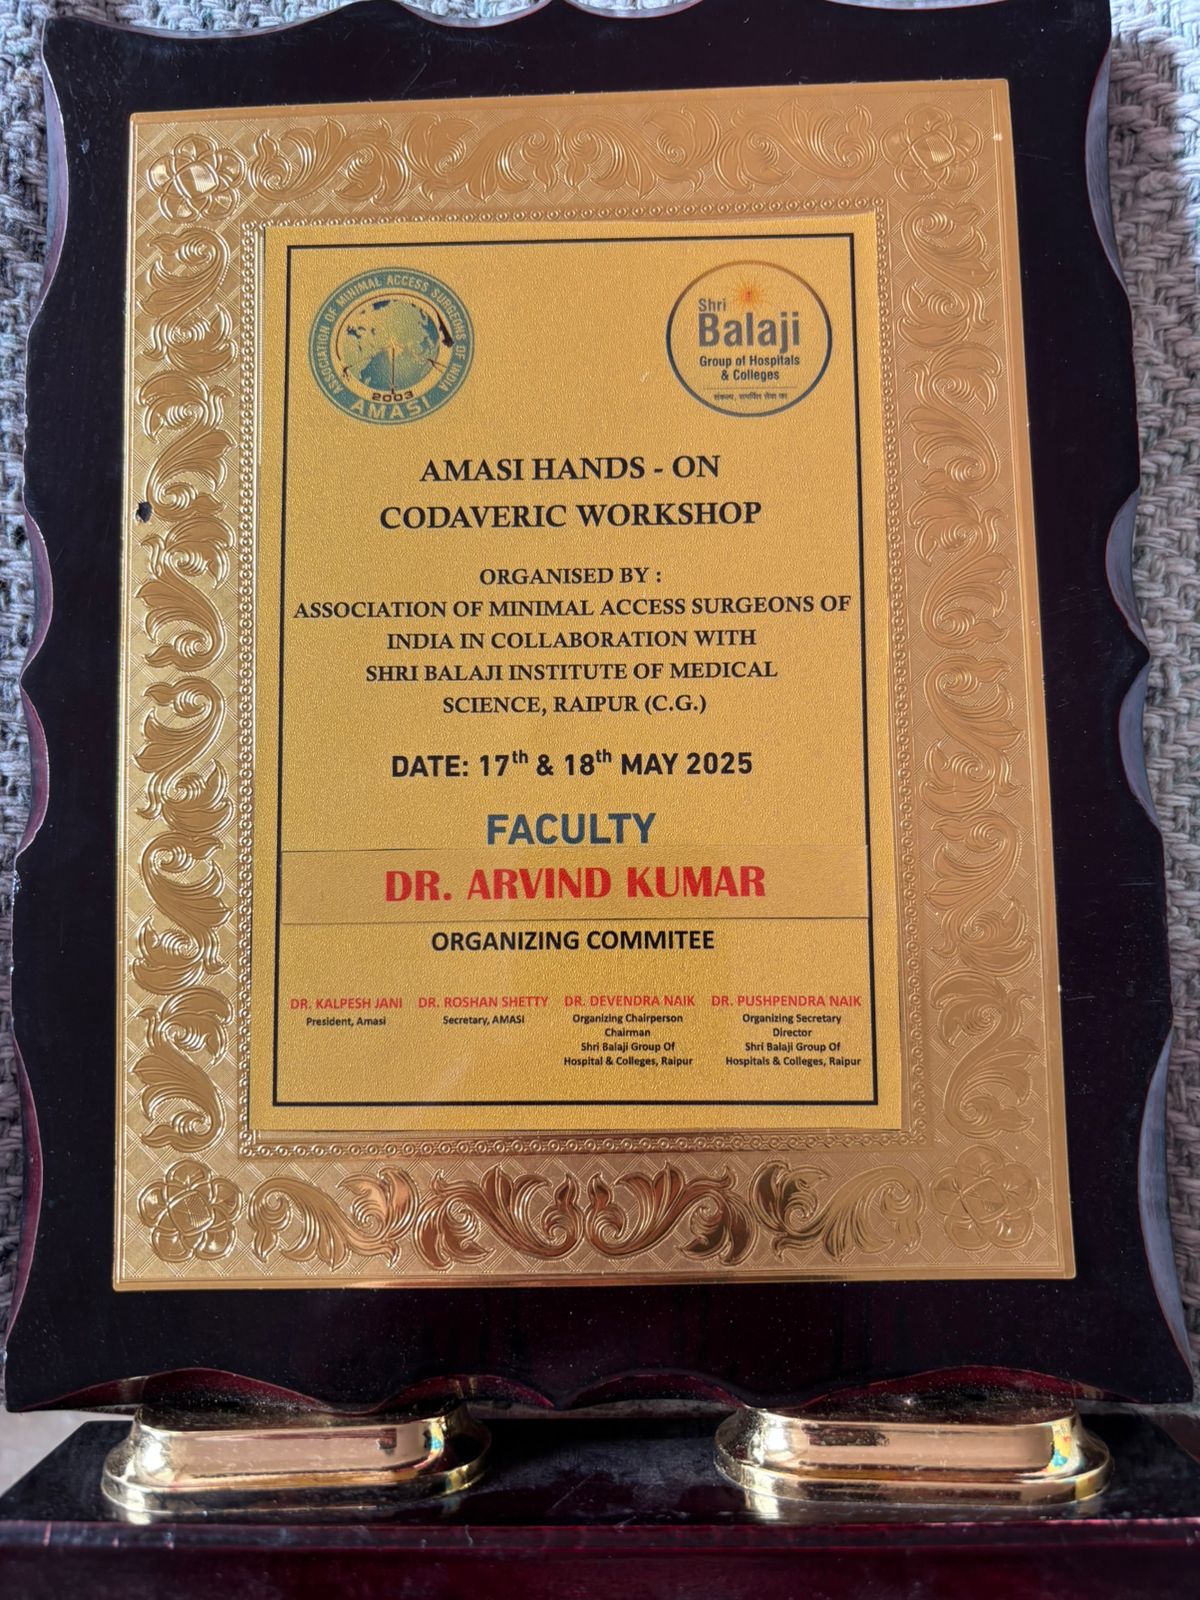 ASSOCIATION OF MINIMAL ACCESS SURGEONS OF INDIA
2003
AMASI
Shri
Balaji
Group of Hospitals
& Colleges
AMASI HANDS - ON
CODAVERIC WORKSHOP
ORGANISED BY :
ASSOCIATION OF MINIMAL ACCESS SURGEONS OF
INDIA IN COLLABORATION WITH
SHRI BALAJI INSTITUTE OF MEDICAL
SCIENCE, RAIPUR (C.G.)
DATE: 17th & 18th MAY 2025
FACULTY
DR. ARVIND KUMAR
ORGANIZING COMMITEE
DR. KALPESH JANI
President, Amasi
DR. ROSHAN SHETTY
Secretary, AMASI
DR. DEVENDRA NAIK
Organizing Chairperson
Chairman
Shri Balaji Group Of
Hospital & Colleges, Raipur
DR. PUSHPENDRA NAIK
Organizing Secretary
Director
Shri Balaji Group Of
Hospitals & Colleges, Raipur